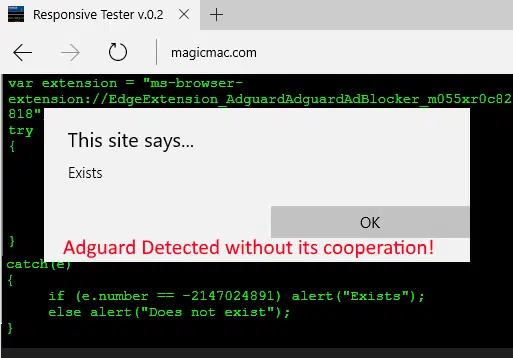 Responsive Tester v.0.2
magicmac.com
var extension = "ms-browser-
extension://EdgeExtension_AdguardAdguardAdBlocker_m055xr0c82
818"
try
{
This site says...
Exists
OK
Adguard Detected without its cooperation!
}
catch(e)
{
if (e.number == -2147024891) alert("Exists");
else alert("Does not exist");
}